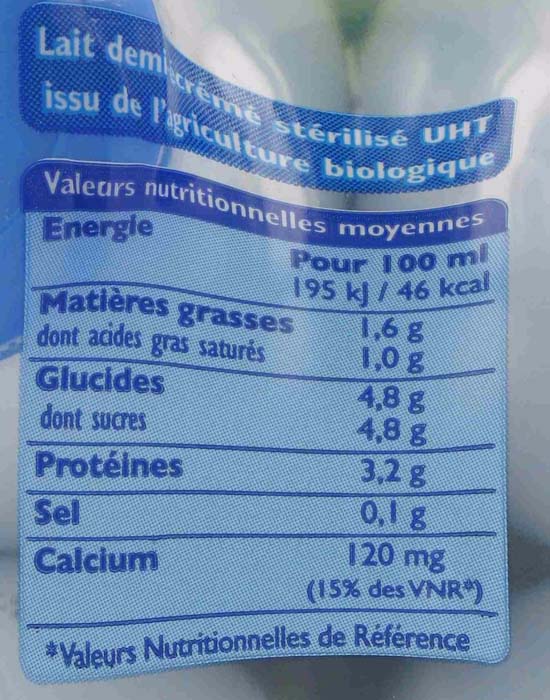 Lait demi-écrémé stérilisé UHT
issu de l'agriculture biologique
Valeurs nutritionnelles moyennes
Energie
Pour 100 ml
195 kJ / 46 kcal
Matières grasses 1,6 g
dont acides gras saturés 1,0 g
Glucides 4,8 g
dont sucres 4,8 g
Protéines 3,2 g
Sel 0,1 g
Calcium 120 mg
(15% des VNR*)
*Valeurs Nutritionnelles de Référence